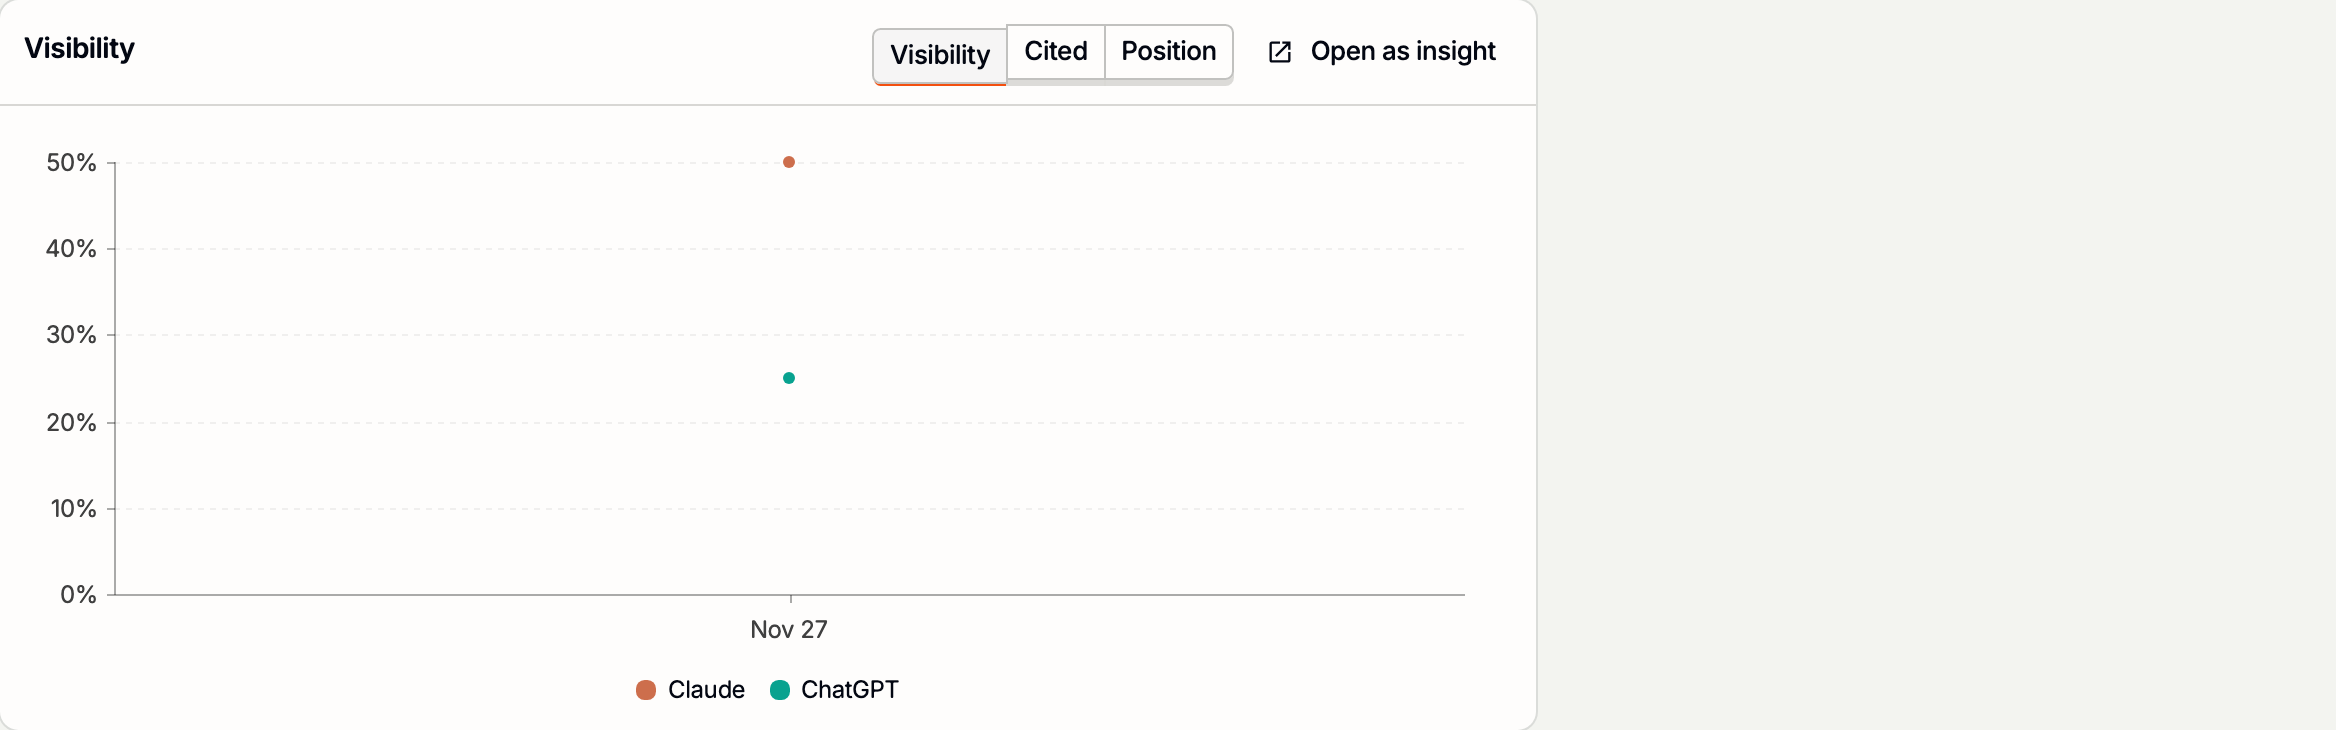 Visibility
Visibility Cited Position Open as insight
50%
40%
30%
20%
10%
0%
Nov 27
Claude ChatGPT